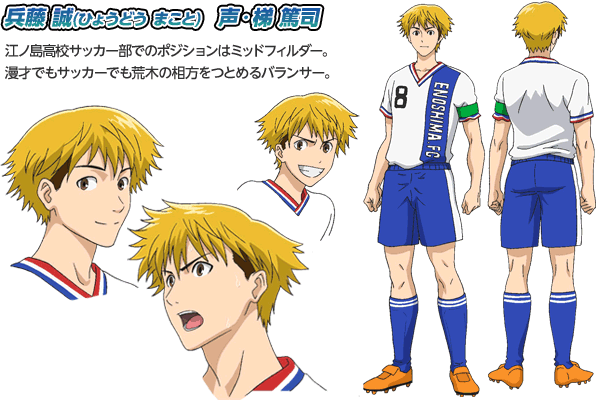 兵藤 誠(ひょうどう まこと) 声・梯 篤司
江ノ島高校サッカー部でのポジションはミッドフィルダー。
漫才でもサッカーでも荒木の相方をつとめるバランサー。
8
ENOSHIMA FC